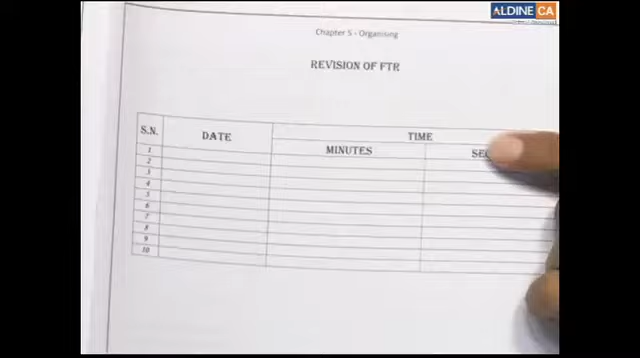 ALDINE CA
Chapter 5 - Organising
REVISION OF FTR
S.N. DATE TIME
MINUTES
1
2
3
4
5
6
7
8
9
10